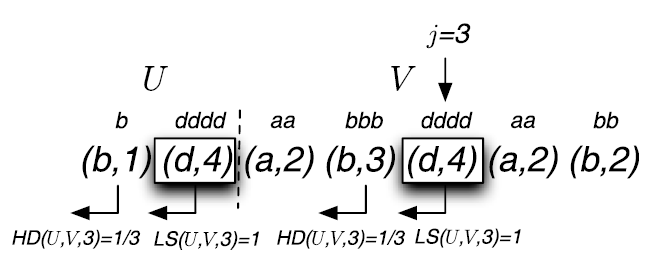 j=3
U V
b dddd aa bbb dddd aa bb
(b,1) (d,4) (a,2) (b,3) (d,4) (a,2) (b,2)
HD(U,V,3)=1/3 LS(U,V,3)=1 HD(U,V,3)=1/3 LS(U,V,3)=1